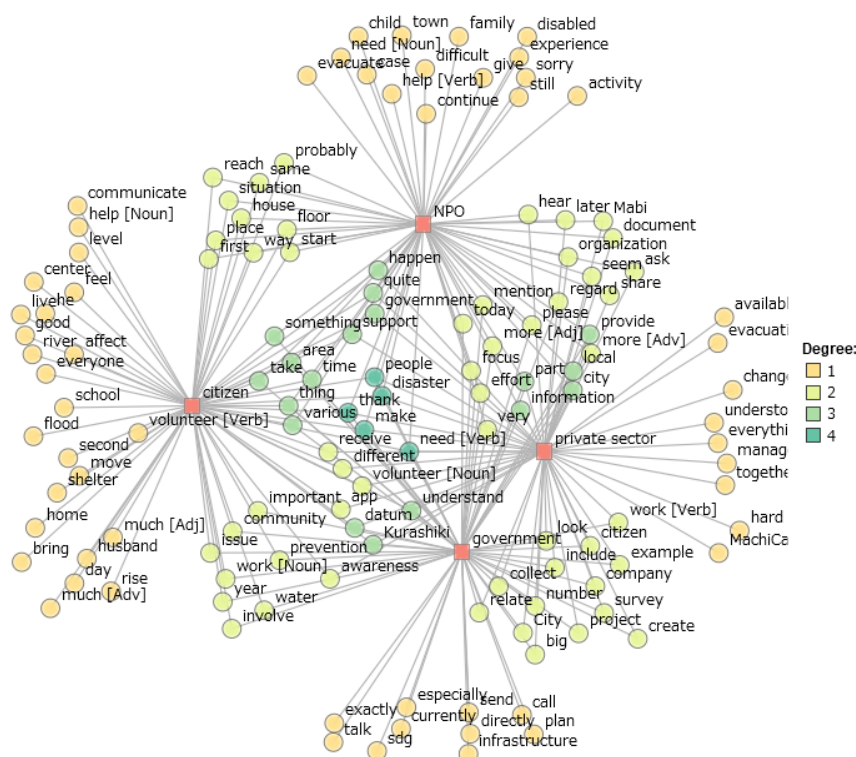 child town family disabled
need [Noun] experience
evacuate case difficult give sorry
help [Verb] still activity
continue
probably
reach same
situation
house
place floor
first way start
NPO
hear later Mabi
document
organization
seem ask
regard share
communicate
help [Noun]
level
center feel
live he
good
river affect
everyone
school
flood
happen
quite
government
support
something
area
take time
thing
various
mention
today please
more [Adj]
focus
effort part
very
provide
more [Adv]
local
city
information
people
disaster
thank
make
receive need [Verb]
different
volunteer [Noun]
citizen
volunteer [Verb]
private sector
availabl
evacuati
change
understo
everythi
manag
togethe
hard
MachiCa
Degree:
1
2
3
4
second
move
shelter
home
bring
much [Adj]
husband
day
much [Adv] rise
important app understand
community datum
issue Kurashiki
prevention
work [Noun] awareness
year
water
involve
government
work [Verb]
look citizen
include example
collect company
number
relate survey
City project
big create
especially
exactly currently send call
talk directly plan
sdg infrastructure